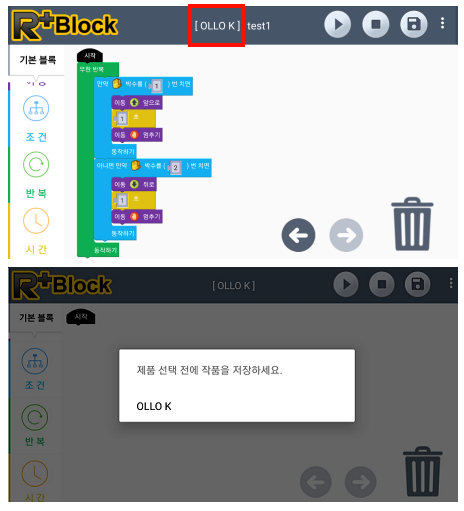 R+Block
[ OLLO K ] test1
기본 블록
조건
반복
시간
시작
무한 반복
만약 박수를 ( 1 ) 번 치면
이동 앞으로
1 초
이동 멈추기
동작하기
아니면 만약 박수를 ( 2 ) 번 치면
이동 뒤로
1 초
이동 멈추기
동작하기
동작하기
R+Block
[ OLLO K ]
기본 블록
시작
조건
반복
시간
제품 선택 전에 작품을 저장하세요.
OLLO K